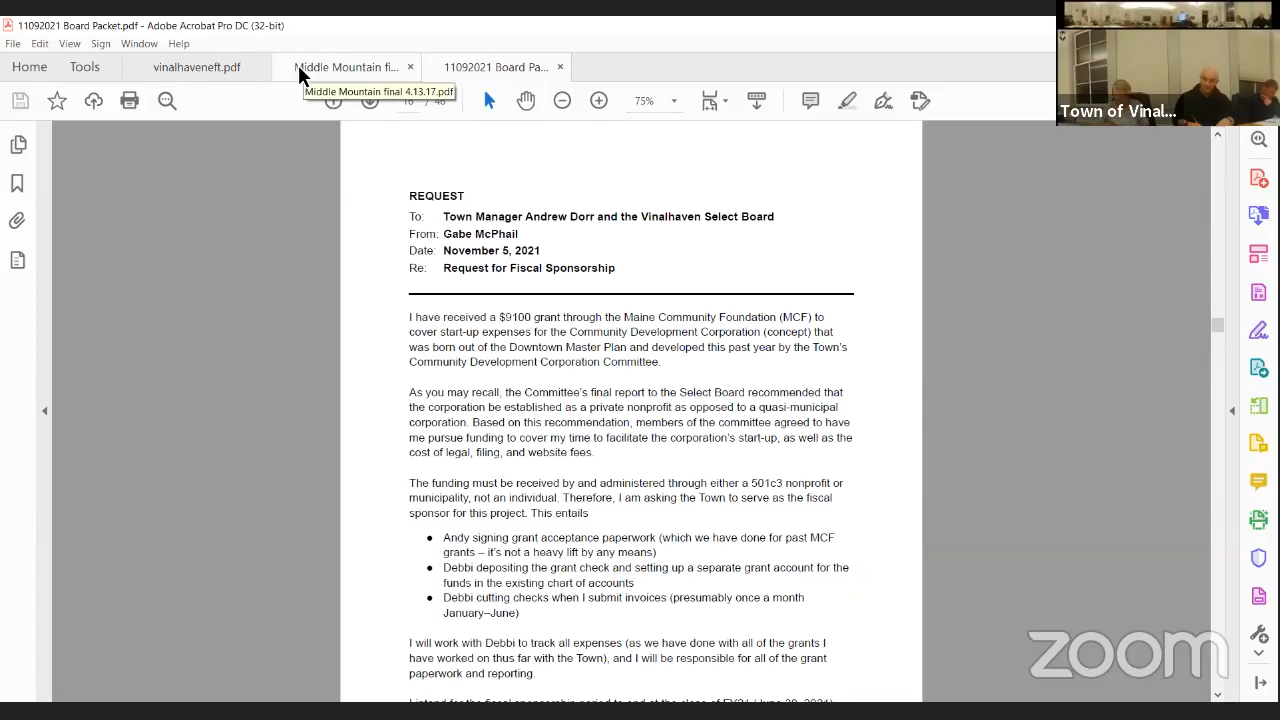 11092021 Board Packet.pdf - Adobe Acrobat Pro DC (32-bit)
File Edit View Sign Window Help
Home Tools vinalhaveneft.pdf Middle Mountain fi... × 11092021 Board Pa... ×
Middle Mountain final 4.13.17.pdf
75%
Town of Vinal...
REQUEST
To: Town Manager Andrew Dorr and the Vinalhaven Select Board
From: Gabe McPhail
Date: November 5, 2021
Re: Request for Fiscal Sponsorship
I have received a $9100 grant through the Maine Community Foundation (MCF) to
cover start-up expenses for the Community Development Corporation (concept) that
was born out of the Downtown Master Plan and developed this past year by the Town's
Community Development Corporation Committee.
As you may recall, the Committee's final report to the Select Board recommended that
the corporation be established as a private nonprofit as opposed to a quasi-municipal
corporation. Based on this recommendation, members of the committee agreed to have
me pursue funding to cover my time to facilitate the corporation's start-up, as well as the
cost of legal, filing, and website fees.
The funding must be received by and administered through either a 501c3 nonprofit or
municipality, not an individual. Therefore, I am asking the Town to serve as the fiscal
sponsor for this project. This entails
● Andy signing grant acceptance paperwork (which we have done for past MCF
grants – it's not a heavy lift by any means)
● Debbi depositing the grant check and setting up a separate grant account for the
funds in the existing chart of accounts
● Debbi cutting checks when I submit invoices (presumably once a month
January–June)
I will work with Debbi to track all expenses (as we have done with all of the grants I
have worked on thus far with the Town), and I will be responsible for all of the grant
paperwork and reporting.
zoom